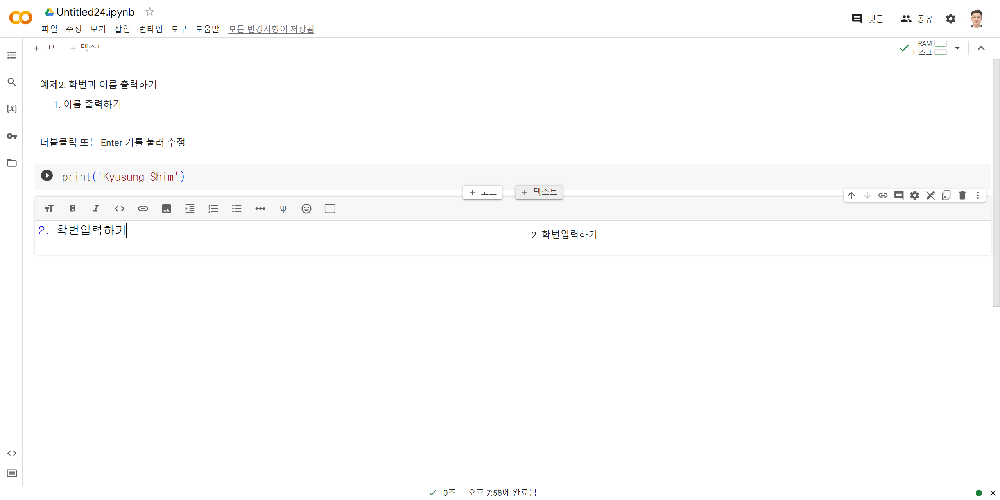 Untitled24.ipynb
파일 수정 보기 삽입 런타임 도구 도움말 모든 변경사항이 저장됨
댓글 공유
+ 코드 + 텍스트
RAM
디스크
예제2: 학번과 이름 출력하기
1. 이름 출력하기
더블클릭 또는 Enter 키를 눌러 수정
print('Kyusung Shim')
+ 코드 + 텍스트
2. 학번입력하기
2. 학번입력하기
0초 오후 7:58에 완료됨